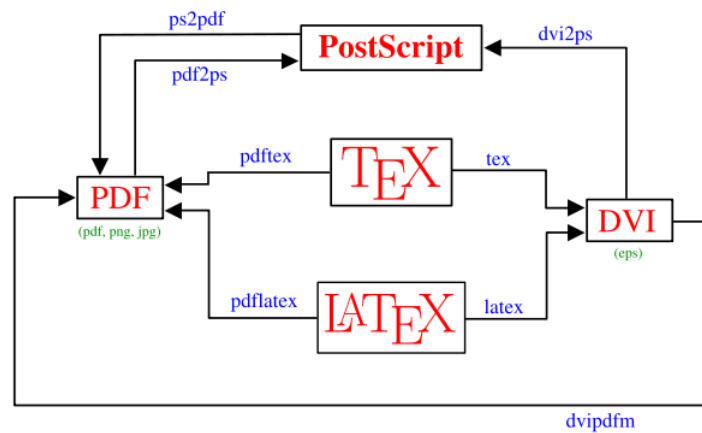 ps2pdf
PostScript
dvi2ps
pdf2ps
pdftex
TEX
tex
PDF
(pdf, png, jpg)
DVI
(eps)
pdflatex
LATEX
latex
dvipdfm